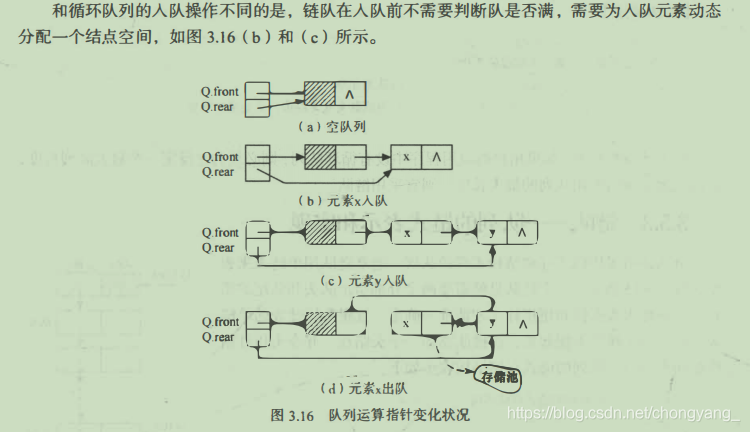 和循环队列的入队操作不同的是，链队在入队前不需要判断队是否满，需要为入队元素动态
分配一个结点空间，如图 3.16（b）和（c）所示。
Q.front
Q.rear
∧
（a）空队列
Q.front
Q.rear
x ∧
（b）元素x入队
Q.front
Q.rear
x y ∧
（c）元素y入队
Q.front
Q.rear
x y ∧
存储池
（d）元素x出队
图 3.16 队列运算指针变化状况
https://blog.csdn.net/chongyang_